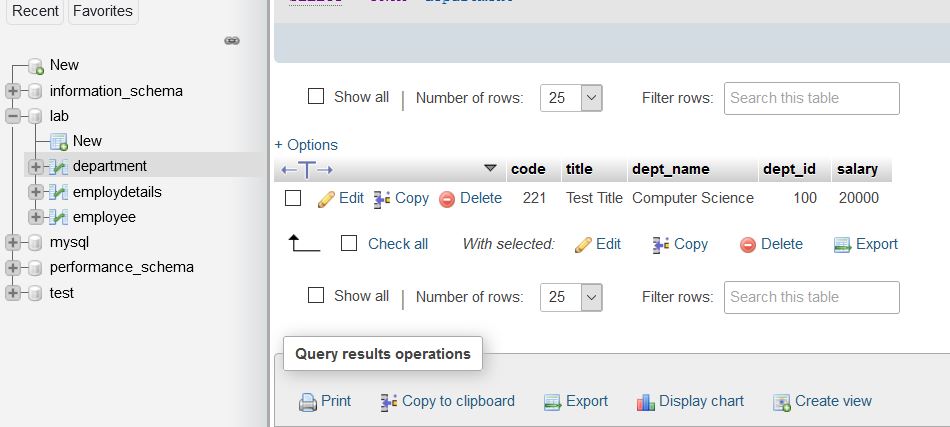 Recent Favorites
New
information_schema
lab
New
department
employdetails
employee
mysql
performance_schema
test
Show all | Number of rows: 25 Filter rows: Search this table
+ Options
←T→ code title dept_name dept_id salary
Edit Copy Delete 221 Test Title Computer Science 100 20000
Check all With selected: Edit Copy Delete Export
Show all | Number of rows: 25 Filter rows: Search this table
Query results operations
Print Copy to clipboard Export Display chart Create view